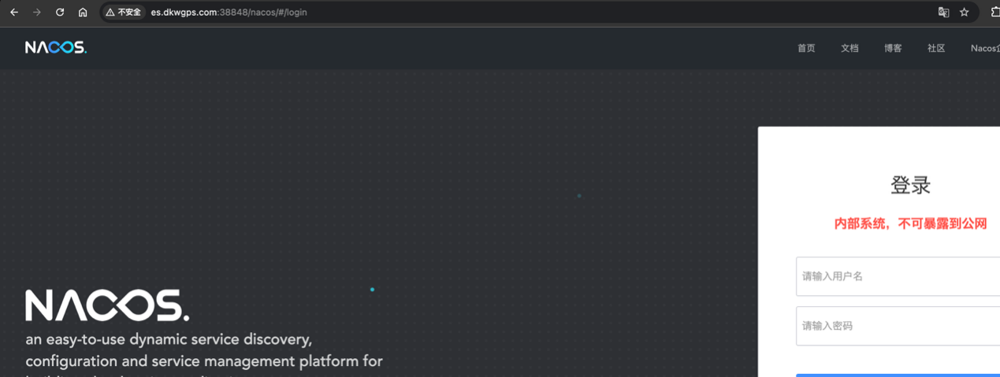 不安全 es.dkwgps.com:38848/nacos/#/login
NACOS. 首页 文档 博客 社区 Nacos
登录
内部系统，不可暴露到公网
请输入用户名
请输入密码
NACOS.
an easy-to-use dynamic service discovery,
configuration and service management platform for